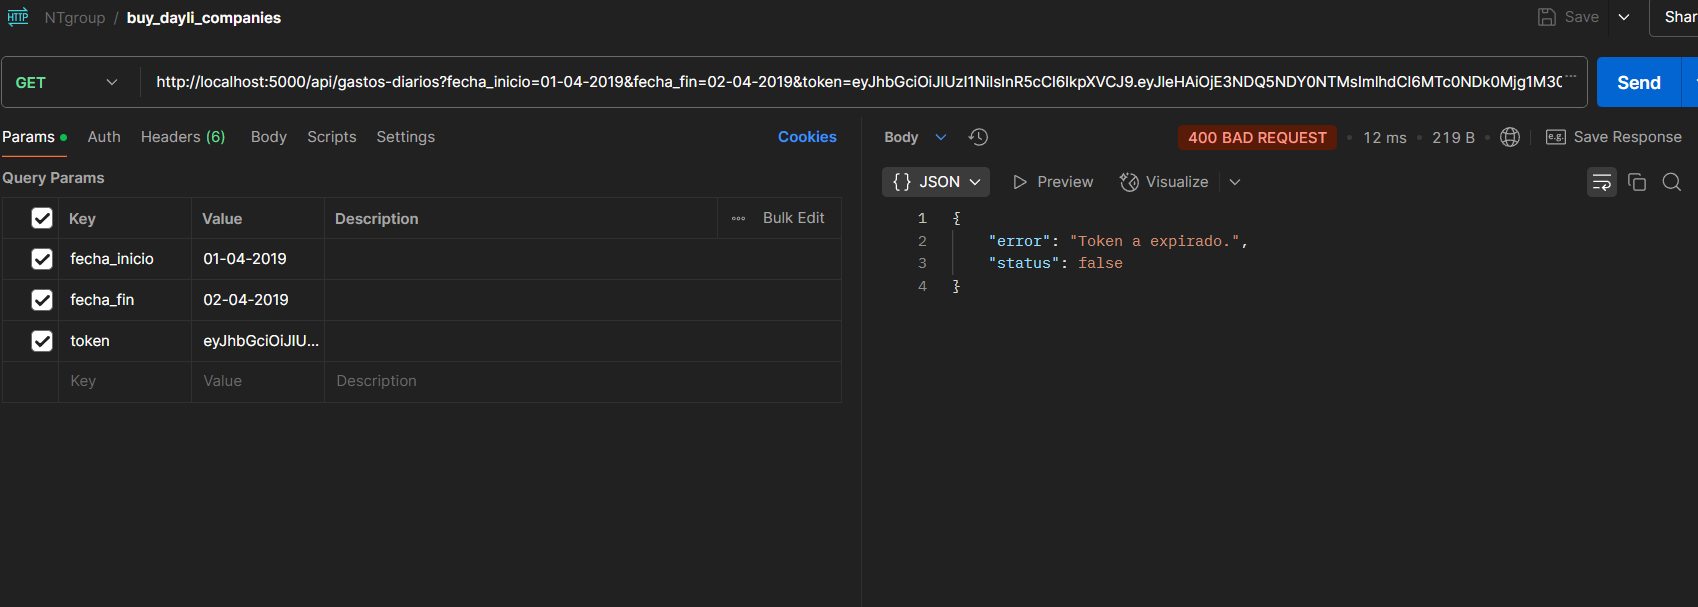 HTTP NTgroup / buy_dayli_companies
Save
Shar
GET
http://localhost:5000/api/gastos-diarios?fecha_inicio=01-04-2019&fecha_fin=02-04-2019&token=eyJhbGciOiJIUzI1NiIsInR5cCI6IkpXVCJ9.eyJleHAiOjE3NDQ5NDY0NTMsImlhdCI6MTc0NDk0Mjg1M30
Send
Params Auth Headers (6) Body Scripts Settings Cookies
Query Params
Key Value Description Bulk Edit
fecha_inicio 01-04-2019
fecha_fin 02-04-2019
token eyJhbGciOiJIU...
Key Value Description
Body 400 BAD REQUEST 12 ms 219 B e.g. Save Response
{} JSON Preview Visualize
1 {
2 "error": "Token a expirado.",
3 "status": false
4 }